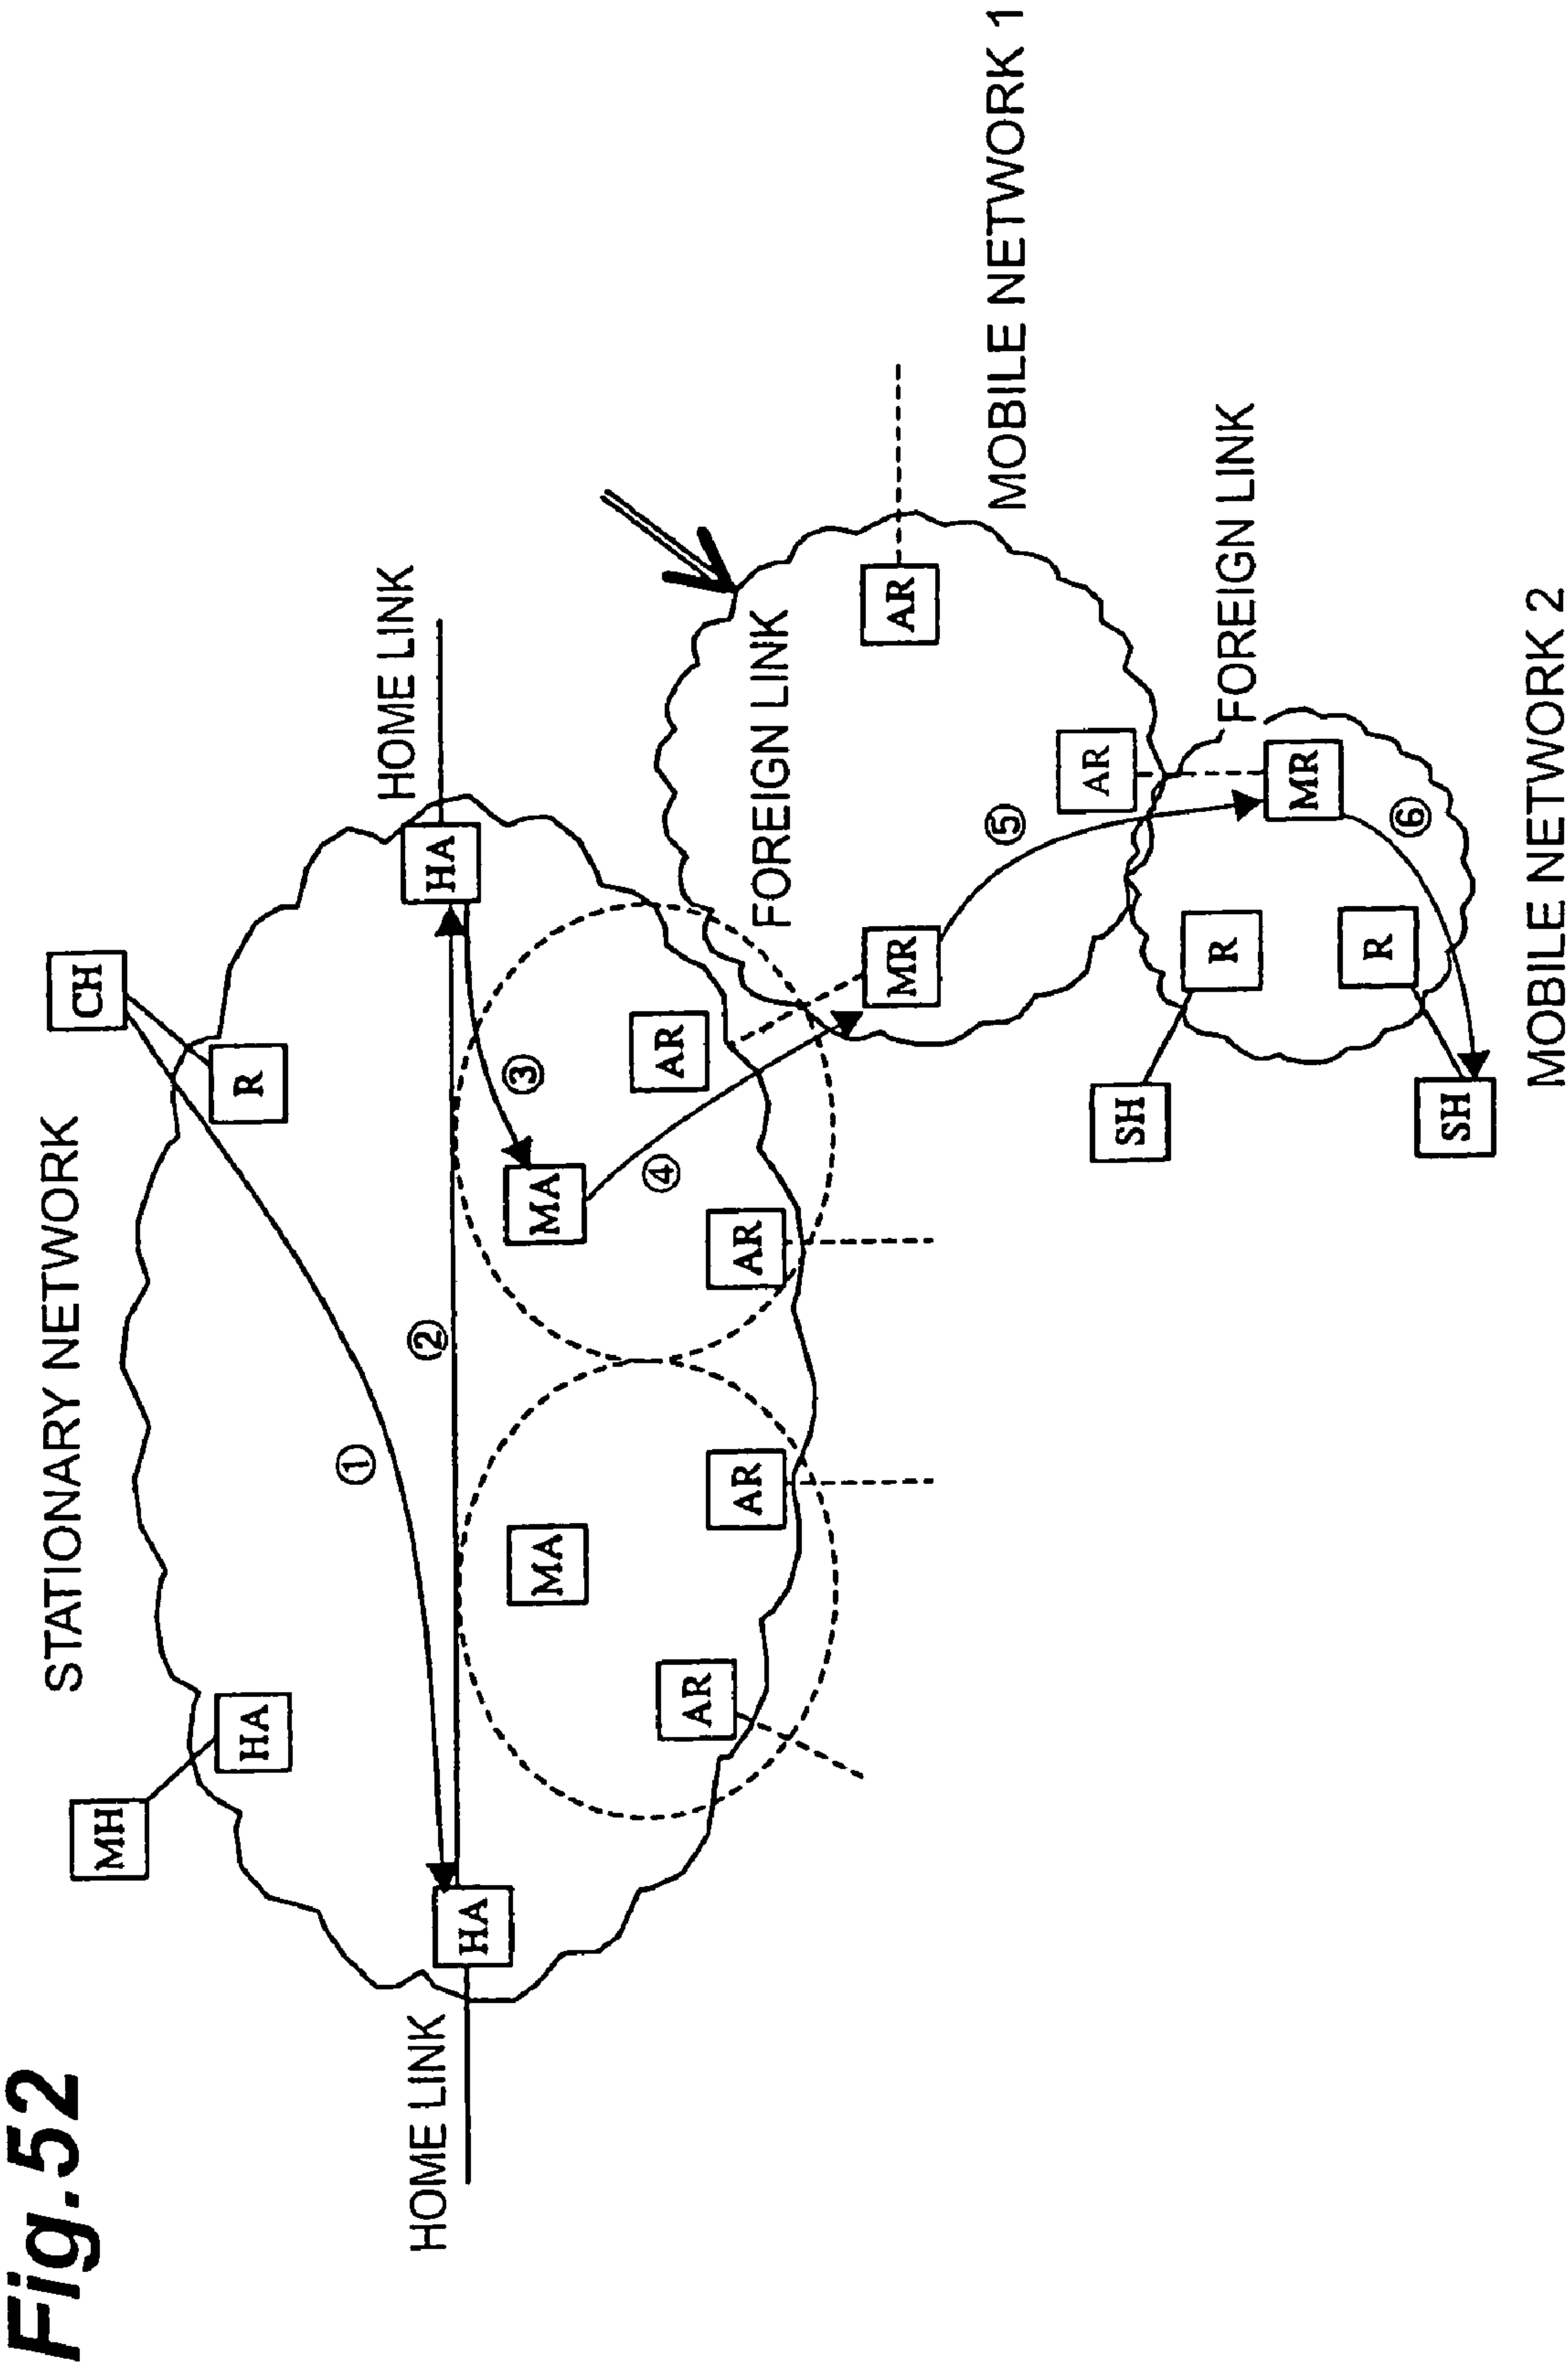 Fig.52
STATIONARY NETWORK
MH
CH
HA
R
①
HOME LINK
HA
②
HA
HOME LINK
MA
MA
③
④
AR
AR
AR
AR
FOREIGN LINK
MR
AR
MOBILE NETWORK 1
⑤
AR
FOREIGN LINK
SH
R
MR
R
⑥
SH
MOBILE NETWORK 2